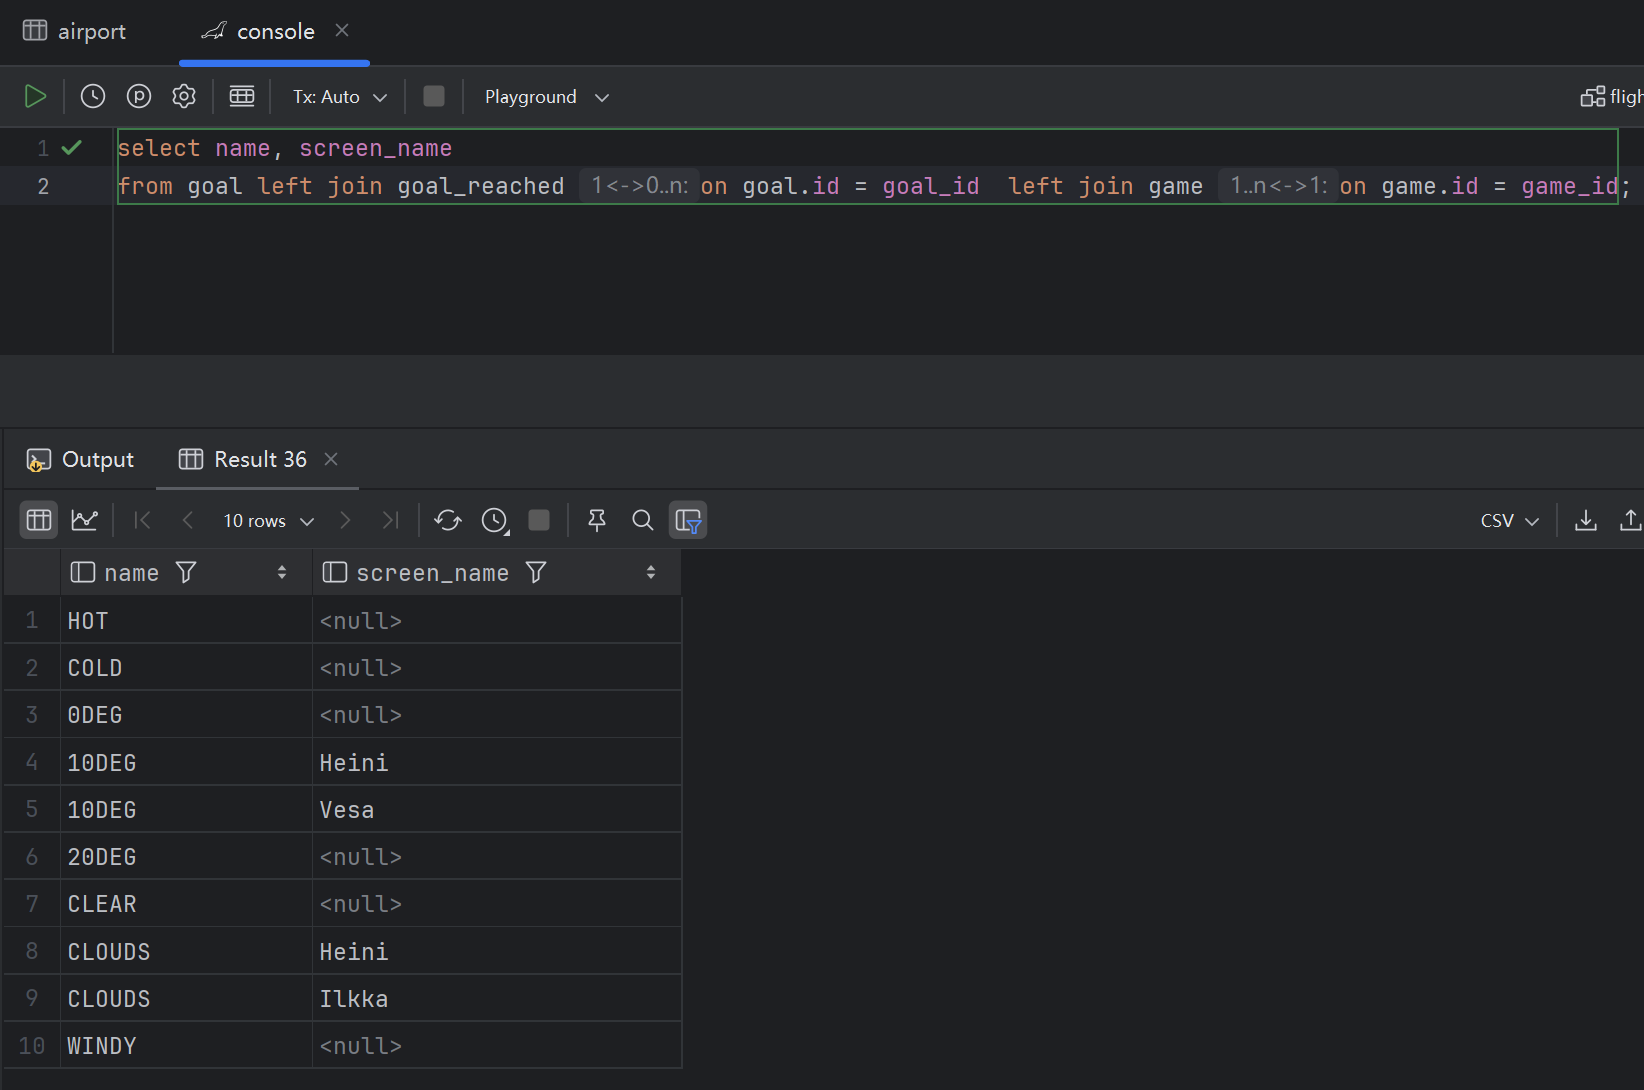 airport console
Tx: Auto Playground fligh
1 select name, screen_name
2 from goal left join goal_reached 1<->0..n: on goal.id = goal_id left join game 1..n<->1: on game.id = game_id;
Output Result 36
10 rows CSV
name screen_name
1 HOT <null>
2 COLD <null>
3 0DEG <null>
4 10DEG Heini
5 10DEG Vesa
6 20DEG <null>
7 CLEAR <null>
8 CLOUDS Heini
9 CLOUDS Ilkka
10 WINDY <null>